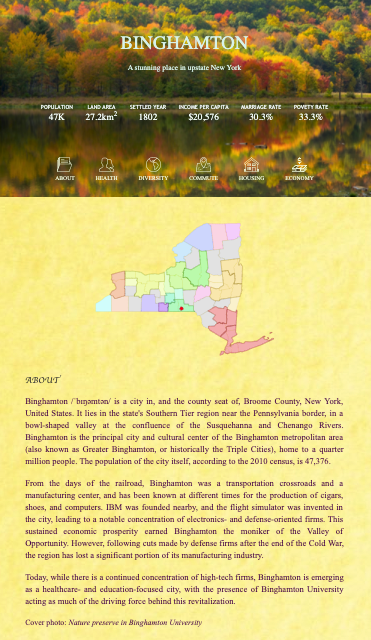 BINGHAMTON
A stunning place in upstate New York
POPULATION LAND AREA SETTLED YEAR INCOME PER CAPITA MARRIAGE RATE POVETY RATE
47K 27.2km2 1802 $20,576 30.3% 33.3%
ABOUT HEALTH DIVERSITY COMMUTE HOUSING ECONOMY
ABOUT
Binghamton /ˈbɪŋəmtən/ is a city in, and the county seat of, Broome County, New
York, United States. It lies in the state's Southern Tier region near the Pennsylvania border, in a
bowl-shaped valley at the confluence of the Susquehanna and Chenango Rivers.
Binghamton is the principal city and cultural center of the Binghamton metropolitan area
(also known as Greater Binghamton, or historically the Triple Cities), home to a quarter
million people. The population of the city itself, according to the 2010 census, is 47,376.
From the days of the railroad, Binghamton was a transportation crossroads and a
manufacturing center, and has been known at different times for the production of cigars,
shoes, and computers. IBM was founded nearby, and the flight simulator was invented in
the city, leading to a notable concentration of electronics- and defense-oriented firms. This
sustained economic prosperity earned Binghamton the moniker of the Valley of
Opportunity. However, following cuts made by defense firms after the end of the Cold War,
the region has lost a significant portion of its manufacturing industry.
Today, while there is a continued concentration of high-tech firms, Binghamton is emerging
as a healthcare- and education-focused city, with the presence of Binghamton University
acting as much of the driving force behind this revitalization.
Cover photo: Nature preserve in Binghamton University